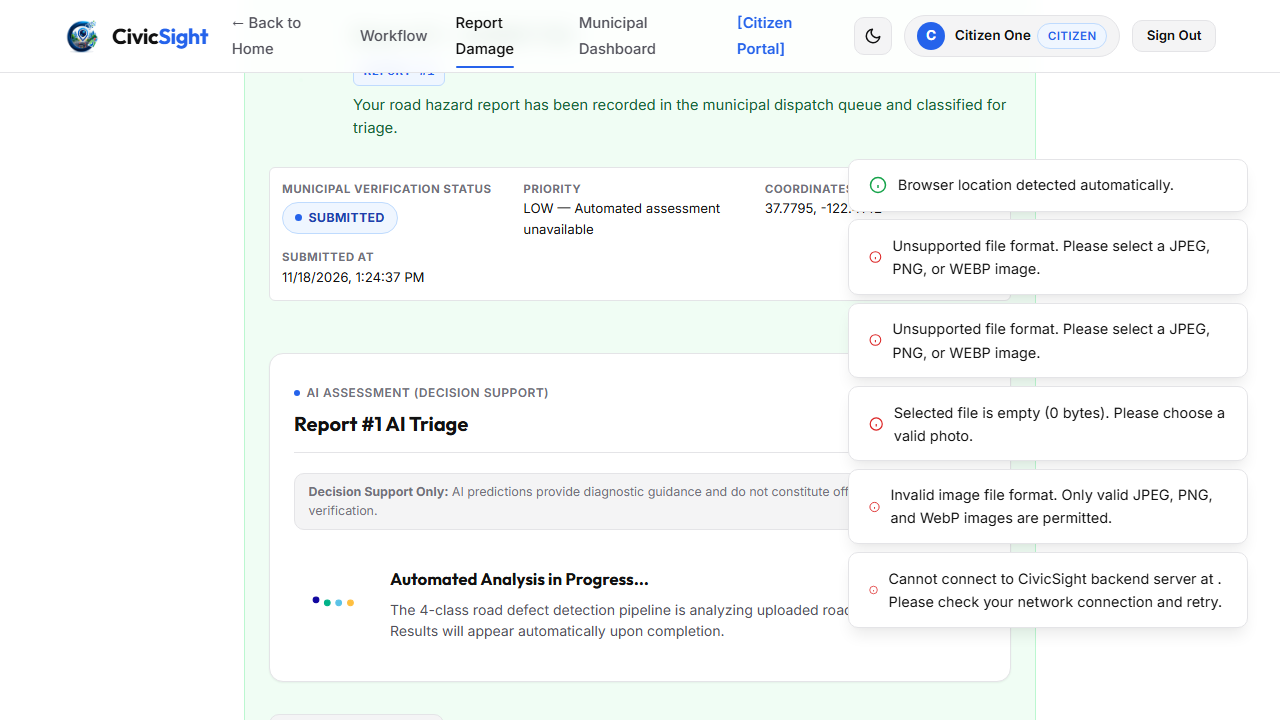 CivicSight
← Back to
Home
Workflow
Report
Damage
Municipal
Dashboard
[Citizen
Portal]
C
Citizen One
CITIZEN
Sign Out
Your road hazard report has been recorded in the municipal dispatch queue and classified for
triage.
MUNICIPAL VERIFICATION STATUS
SUBMITTED
PRIORITY
LOW — Automated assessment
unavailable
COORDINATES
37.7795,
SUBMITTED AT
11/18/2026, 1:24:37 PM
AI ASSESSMENT (DECISION SUPPORT)
Report #1 AI Triage
Decision Support Only: AI predictions provide diagnostic guidance and do not constitute
verification.
Automated Analysis in Progress...
The 4-class road defect detection pipeline is analyzing uploaded
Results will appear automatically upon completion.
Browser location detected automatically.
Unsupported file format. Please select a JPEG,
PNG, or WEBP image.
Unsupported file format. Please select a JPEG,
PNG, or WEBP image.
Selected file is empty (0 bytes). Please choose a
valid photo.
Invalid image file format. Only valid JPEG, PNG,
and WebP images are permitted.
Cannot connect to CivicSight backend server at .
Please check your network connection and retry.